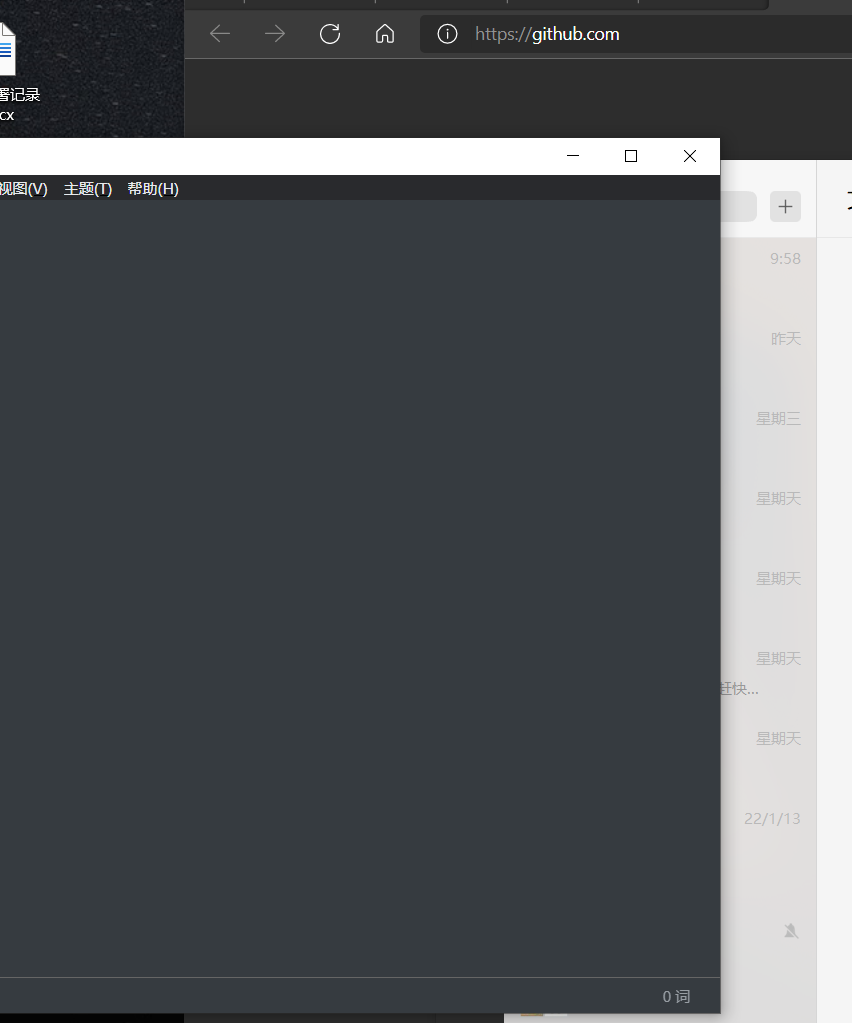 https://github.com
署记录
cx
视图(V) 主题(T) 帮助(H)
9:58
昨天
星期三
星期天
星期天
星期天
赶快...
星期天
22/1/13
0 词